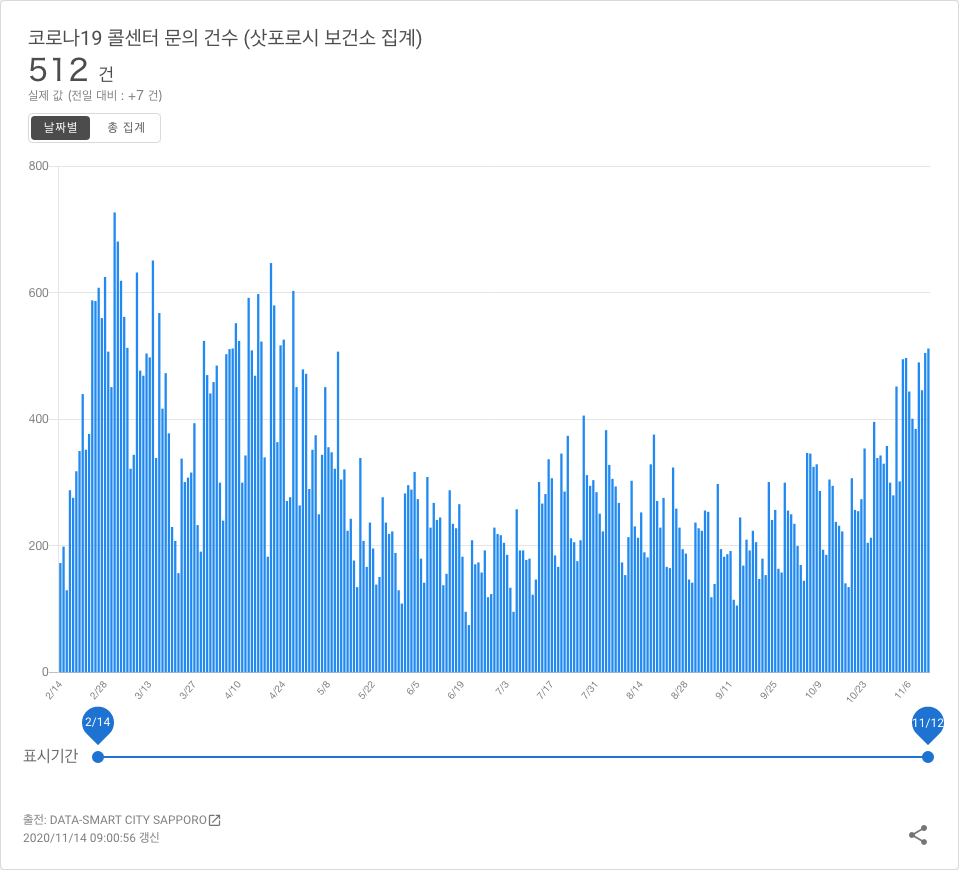 코로나19 콜센터 문의 건수 (삿포로시 보건소 집계)
512 건
실제 값 (전일 대비 : +7 건)
날짜별 총 집계
800
600
400
200
0
2/14 2/28 3/13 3/27 4/10 4/24 5/8 5/22 6/5 6/19 7/3 7/17 7/31 8/14 8/28 9/11 9/25 10/9 10/23 11/6
2/14 11/12
표시기간
출전: DATA-SMART CITY SAPPORO
2020/11/14 09:00:56 갱신